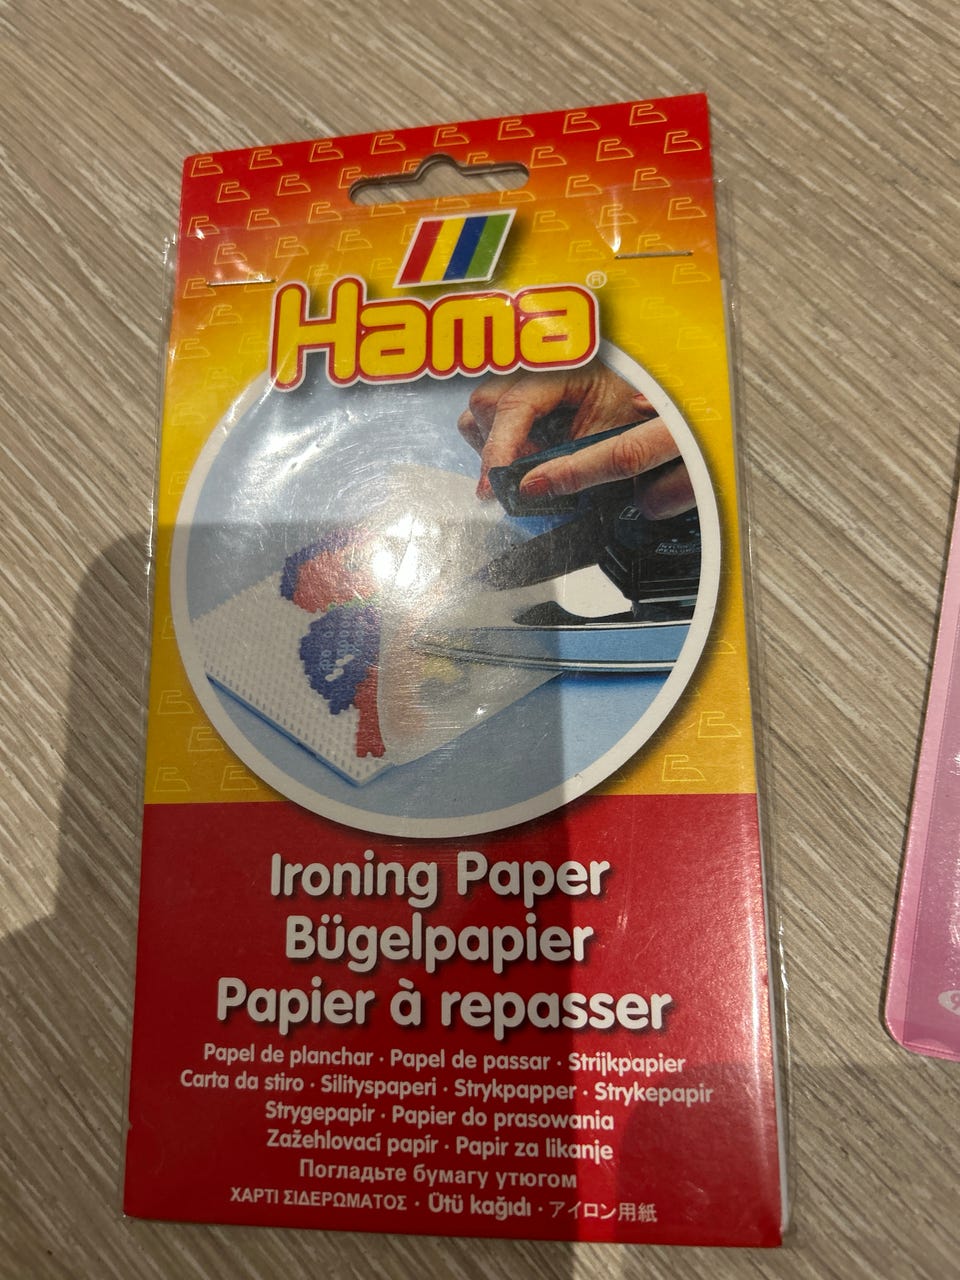 Hama®
Ironing Paper
Bügelpapier
Papier à repasser
Papel de planchar · Papel de passar · Strijkpapier
Carta da stiro · Silityspaperi · Strykpapper · Strykepapir
Strygepapir · Papier do prasowania
Zažehlovací papír · Papir za likanje
Погладьте бумагу утюгом
ΧΑΡΤΙ ΣΙΔΕΡΩΜΑΤΟΣ · Ütü kağıdı · アイロン用紙